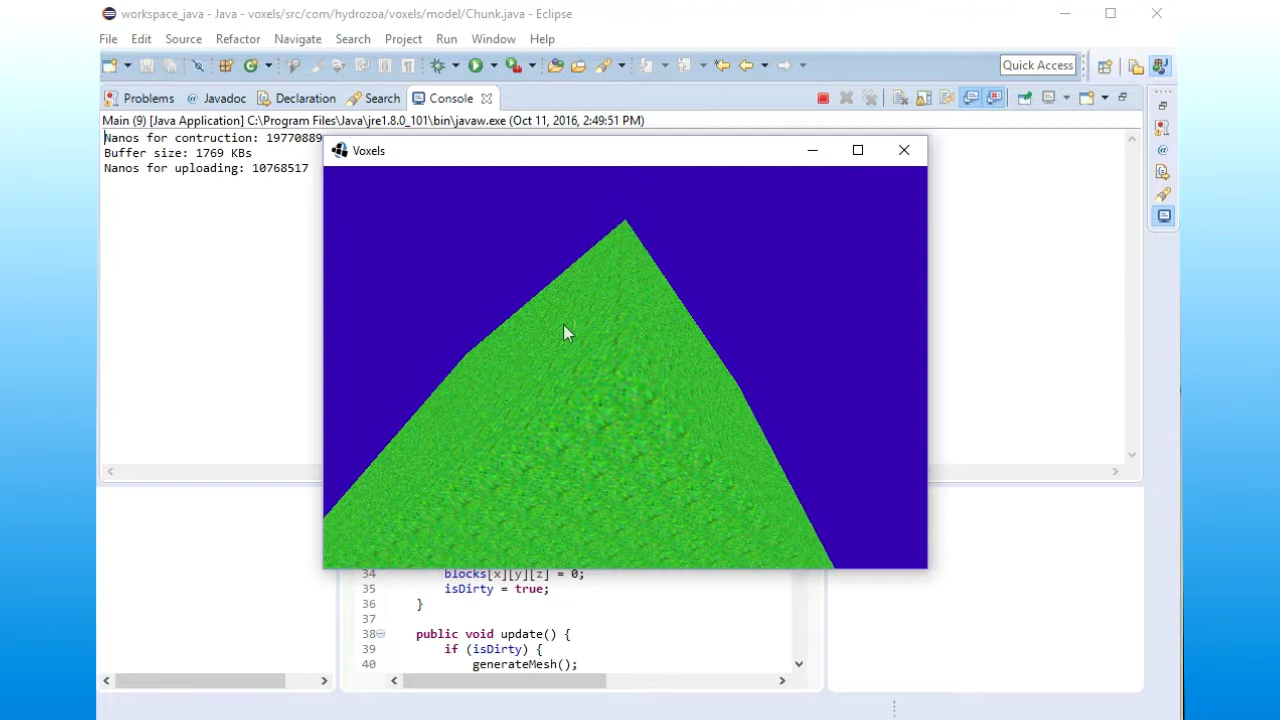 workspace_java - Java - voxels/src/com/hydrozoa/voxels/model/Chunk.java - Eclipse
File Edit Source Refactor Navigate Search Project Run Window Help
Quick Access
Problems @ Javadoc Declaration Search Console
Main (9) [Java Application] C:\Program Files\Java\jre1.8.0_101\bin\javaw.exe (Oct 11, 2016, 2:49:51 PM)
Nanos for contruction: 19770889
Buffer size: 1769 KBs
Nanos for uploading: 10768517
Voxels
34 blocks[x][y][z] = 0;
35 isDirty = true;
36 }
37
38 public void update() {
39 if (isDirty) {
40 generateMesh();